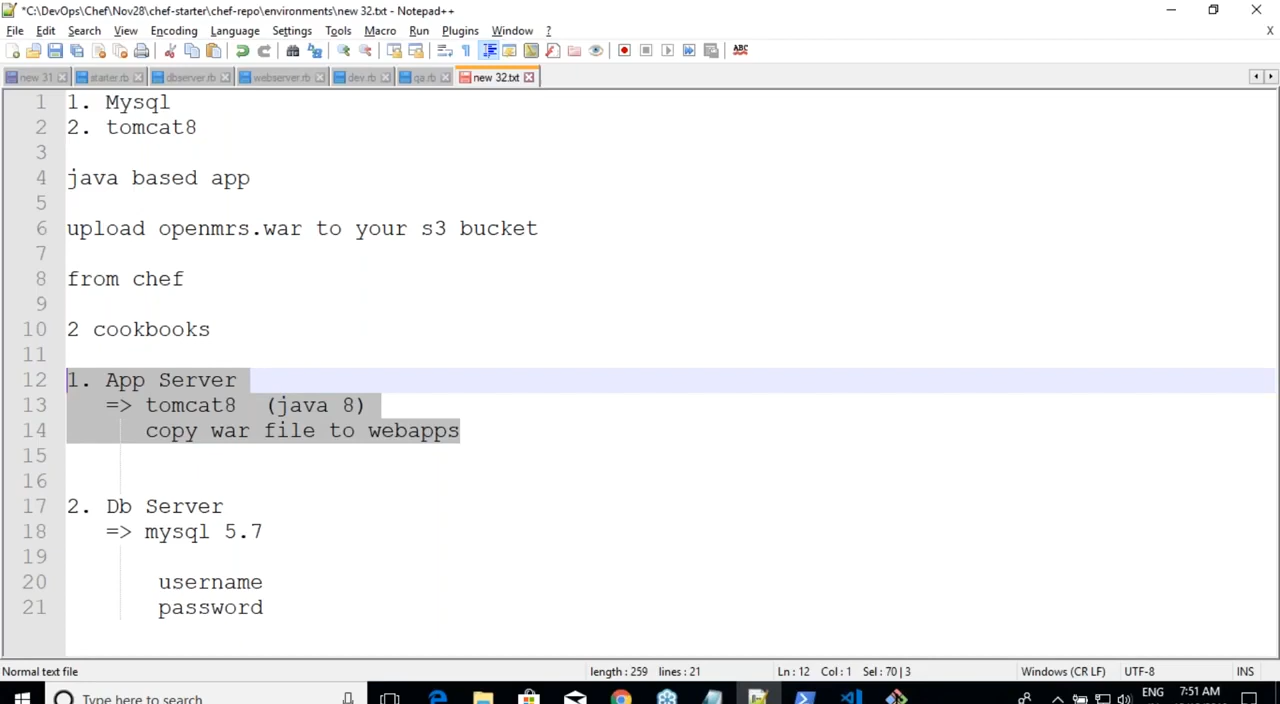 *C:\DevOps\Chef\Nov28\chef-starter\chef-repo\environments\new 32.txt - Notepad++
File Edit Search View Encoding Language Settings Tools Macro Run Plugins Window ? X
ABC
new 31 starter.rb dbserver.rb webserver.rb dev.rb qa.rb new 32.txt
1 1. Mysql
2 2. tomcat8
3
4 java based app
5
6 upload openmrs.war to your s3 bucket
7
8 from chef
9
10 2 cookbooks
11
12 1. App Server
13 => tomcat8 (java 8)
14 copy war file to webapps
15
16
17 2. Db Server
18 => mysql 5.7
19
20 username
21 password
Normal text file length : 259 lines : 21 Ln : 12 Col : 1 Sel : 70 | 3 Windows (CR LF) UTF-8 INS
Type here to search ENG 7:51 AM